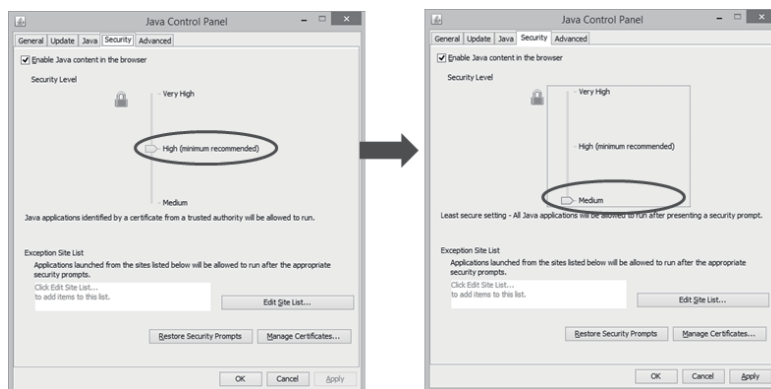 Java Control Panel
General Update Java Security Advanced
Enable Java content in the browser
Security Level
- Very High
- High (minimum recommended)
- Medium
Java applications identified by a certificate from a trusted authority will be allowed to run.
Exception Site List
Applications launched from the sites listed below will be allowed to run after the appropriate
security prompts.
Click Edit Site List...
to add items to this list.
Edit Site List...
Restore Security Prompts Manage Certificates...
OK Cancel Apply
Java Control Panel
General Update Java Security Advanced
Enable Java content in the browser
Security Level
- Very High
- High (minimum recommended)
- Medium
Least secure setting - All Java applications will be allowed to run after presenting a security prompt.
Exception Site List
Applications launched from the sites listed below will be allowed to run after the appropriate
security prompts.
Click Edit Site List...
to add items to this list.
Edit Site List...
Restore Security Prompts Manage Certificates...
OK Cancel Apply